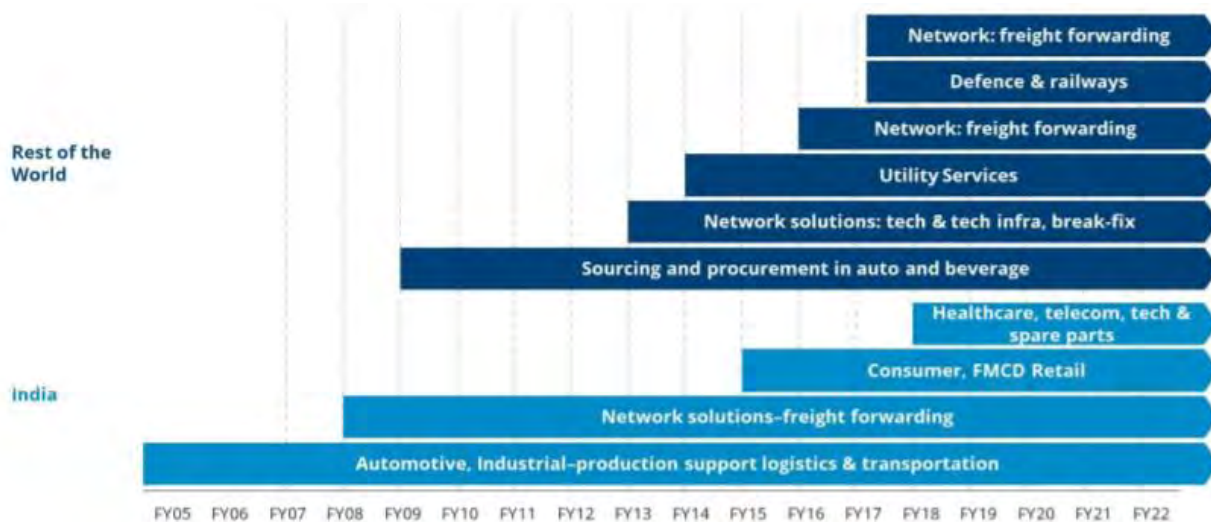 Network: freight forwarding
Defence & railways
Network: freight forwarding
Rest of the
World
Utility Services
Network solutions: tech & tech infra, break-fix
Sourcing and procurement in auto and beverage
Healthcare, telecom, tech &
spare parts
Consumer, FMCD Retail
India
Network solutions–freight forwarding
Automotive, Industrial–production support logistics & transportation
FY05 FY06 FY07 FY08 FY09 FY10 FY11 FY12 FY13 FY14 FY15 FY16 FY17 FY18 FY19 FY20 FY21 FY22